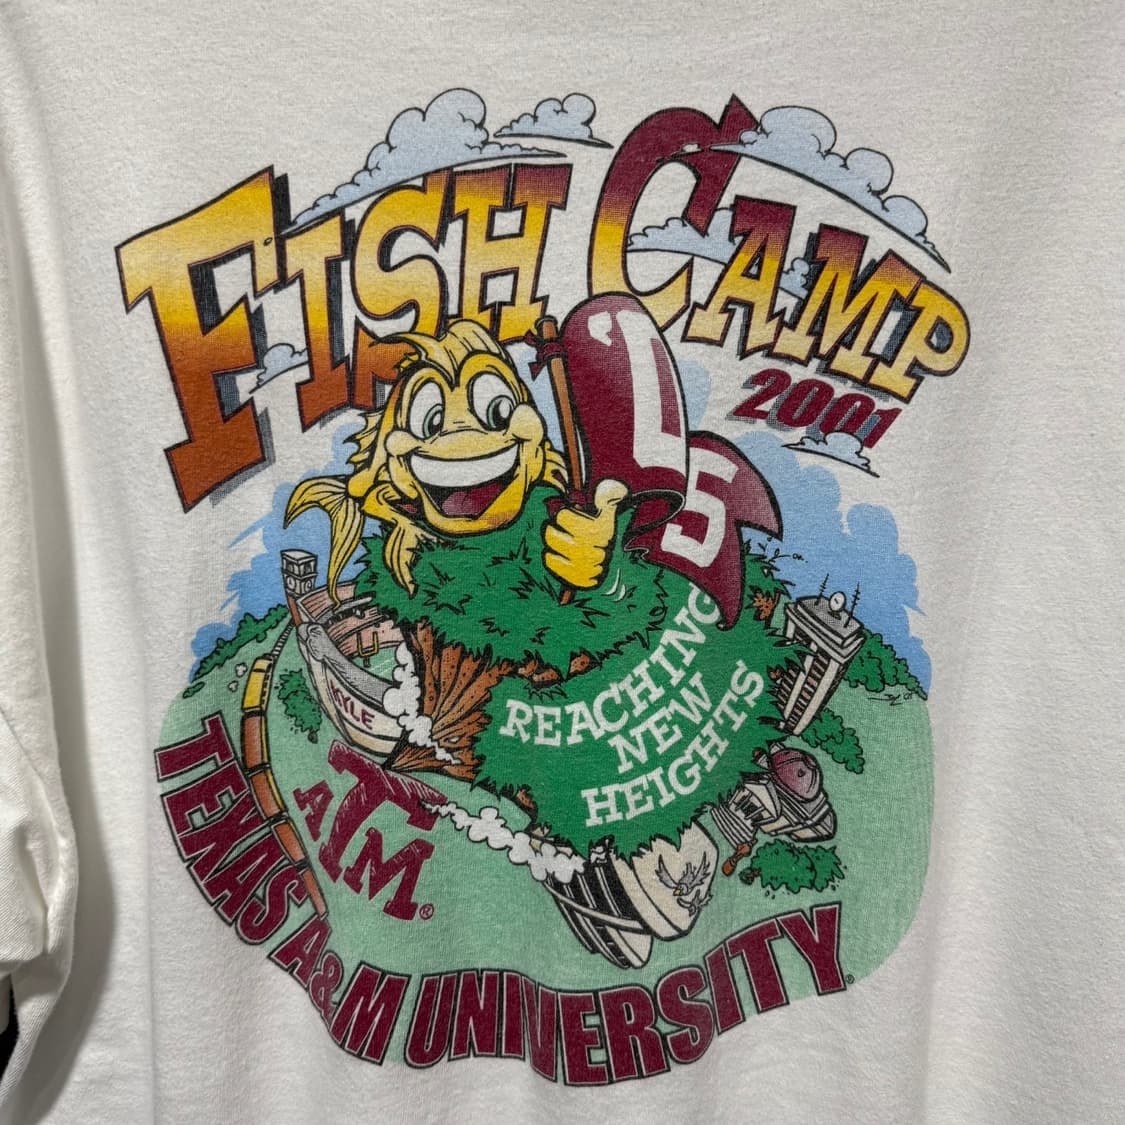 FISH CAMP
2001
'05
KYLE
REACHING
NEW
HEIGHTS
ATM®
TEXAS A&M UNIVERSITY®